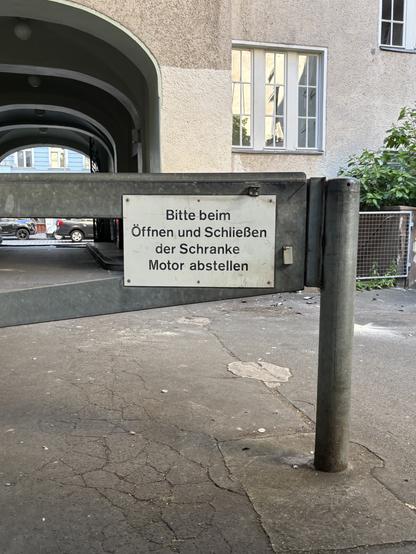 Bitte beim
Öffnen und Schließen
der Schranke
Motor abstellen